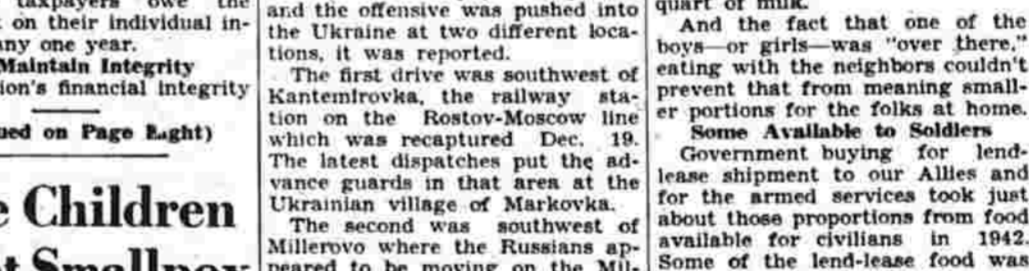 taxpayers owe the
on their individual in-
any one year.
Maintain Integrity
ion's financial integrity
ued on Page Eight)
Children
and the offensive was pushed into
the Ukraine at two different loca-
tions, it was reported.
The first drive was southwest of
Kantemirovka, the railway sta-
tion on the Rostov-Moscow line
which was recaptured Dec. 19.
The latest dispatches put the ad-
vance guards in that area at the
Ukrainian village of Markovka.
The second was southwest of
Millerovo where the Russians ap-
peared to be moving on the Mil-
quart of milk.
And the fact that one of the
boys—or girls—was "over there,"
eating with the neighbors couldn't
prevent that from meaning small-
er portions for the folks at home.
Some Available to Soldiers
Government buying for lend-
lease shipment to our Allies and
for the armed services took just
about those proportions from food
available for civilians in 1942.
Some of the lend-lease food was